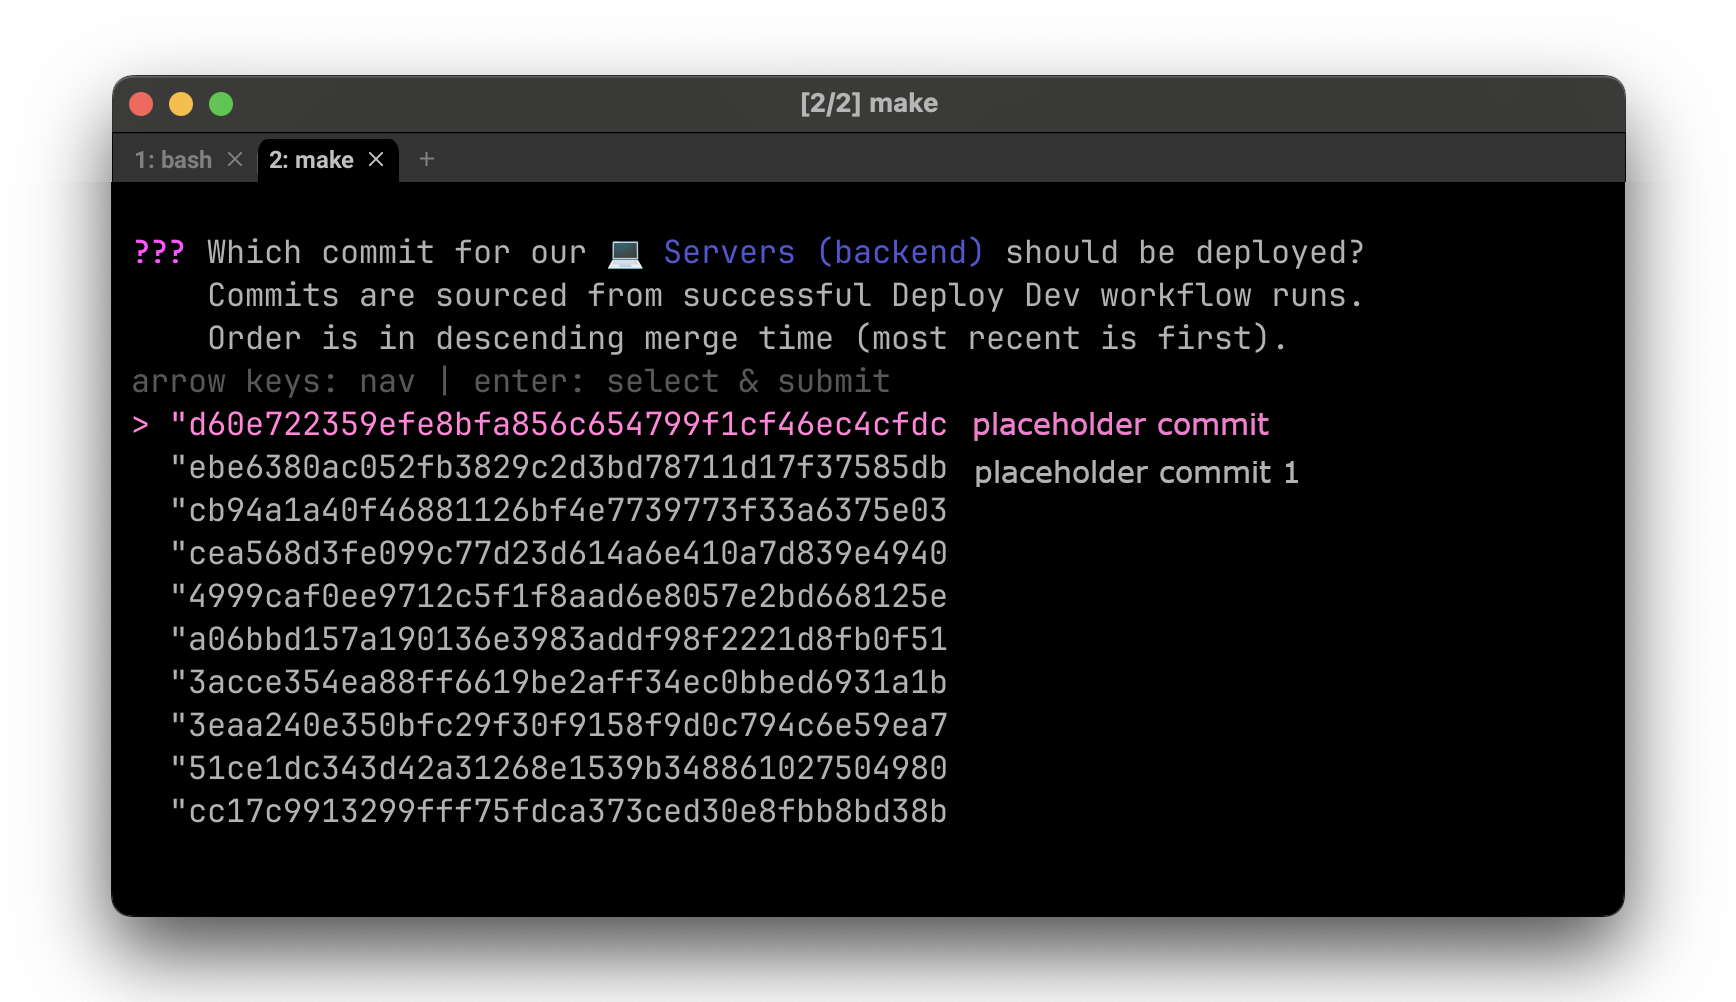 [2/2] make
1: bash × 2: make × +
??? Which commit for our 💻 Servers (backend) should be deployed?
Commits are sourced from successful Deploy Dev workflow runs.
Order is in descending merge time (most recent is first).
arrow keys: nav | enter: select & submit
> "d60e722359efe8bfa856c654799f1cf46ec4cfdc placeholder commit
"ebe6380ac052fb3829c2d3bd78711d17f37585db placeholder commit 1
"cb94a1a40f46881126bf4e7739773f33a6375e03
"cea568d3fe099c77d23d614a6e410a7d839e4940
"4999caf0ee9712c5f1f8aad6e8057e2bd668125e
"a06bbd157a190136e3983addf98f2221d8fb0f51
"3acce354ea88ff6619be2aff34ec0bbed6931a1b
"3eaa240e350bfc29f30f9158f9d0c794c6e59ea7
"51ce1dc343d42a31268e1539b348861027504980
"cc17c9913299fff75fdca373ced30e8fbb8bd38b